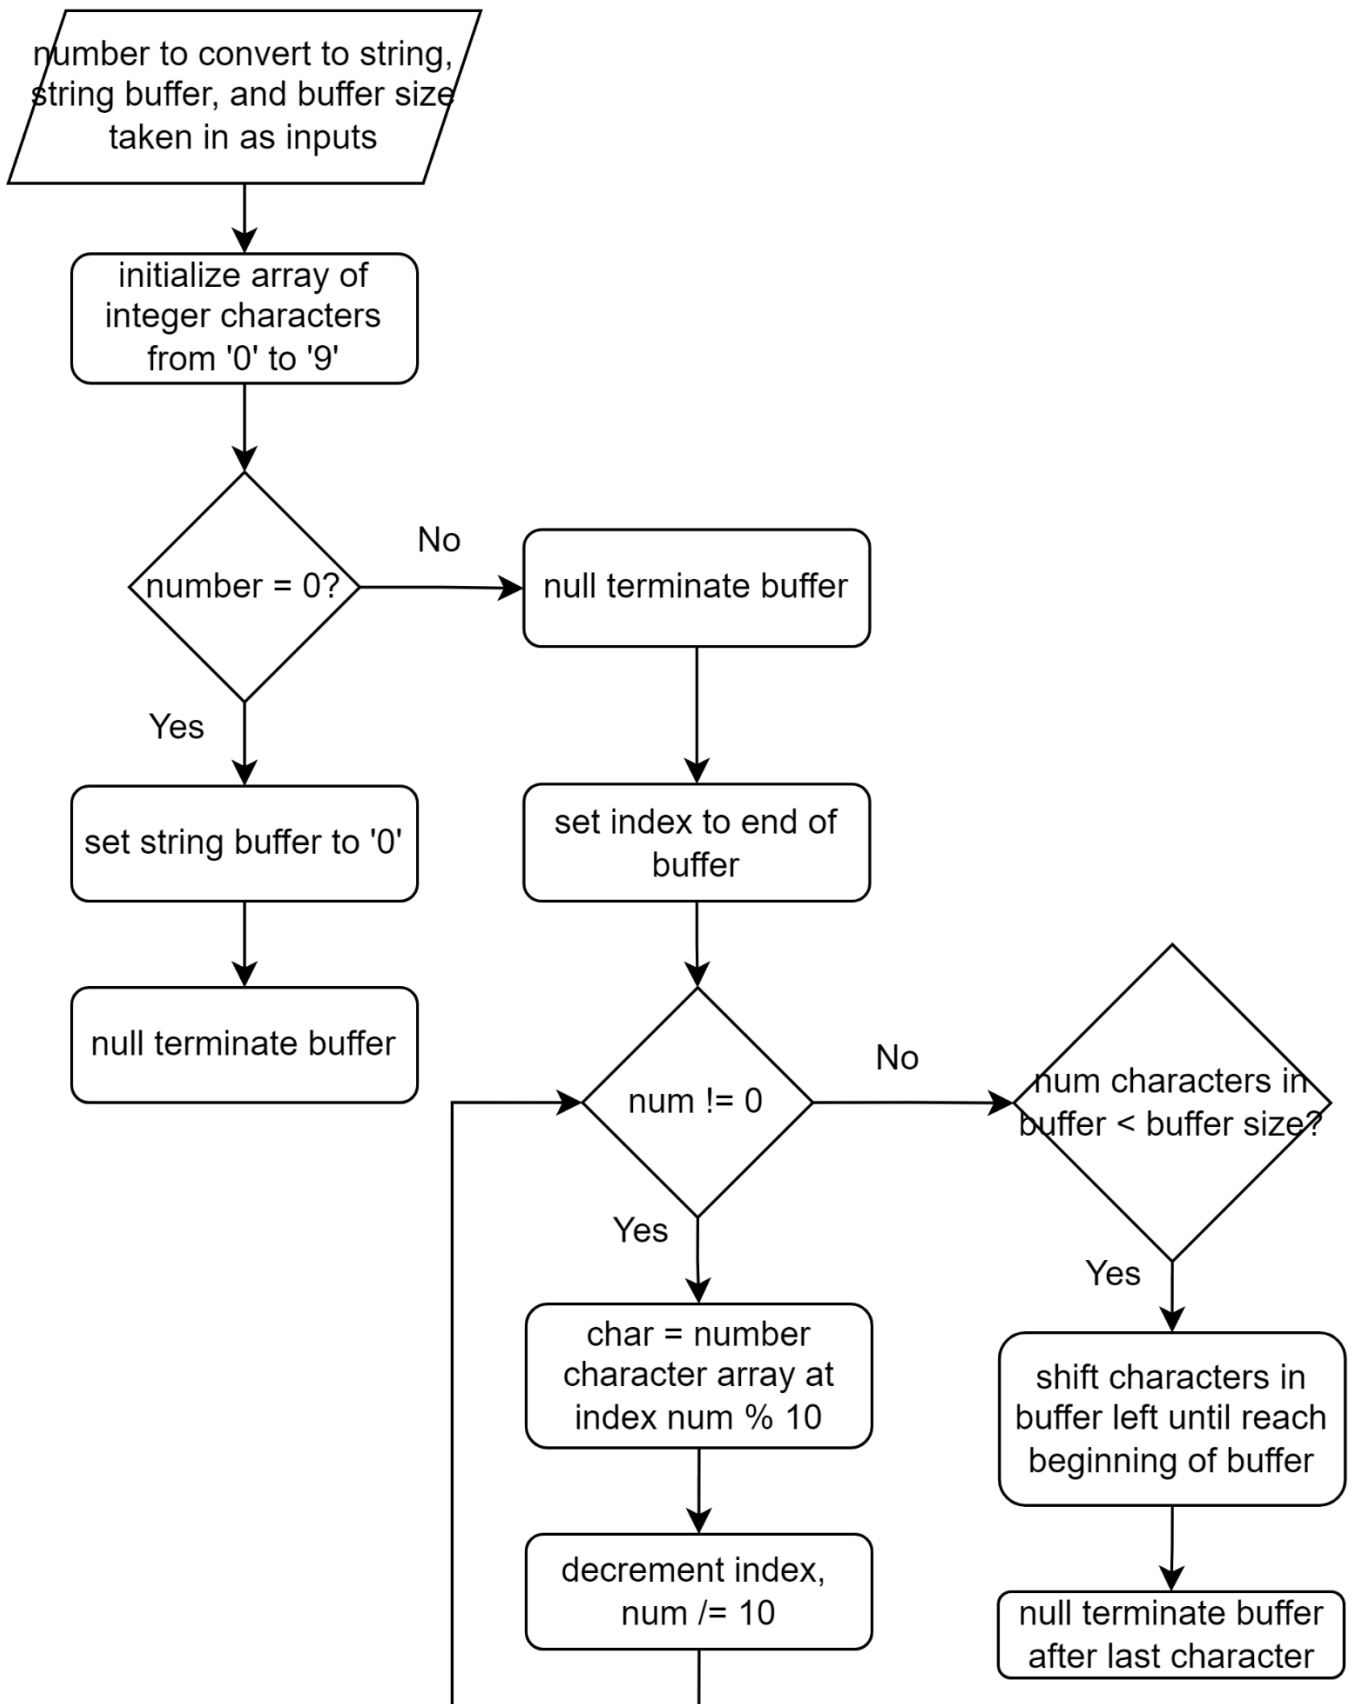 number to convert to string,
string buffer, and buffer size
taken in as inputs
initialize array of
integer characters
from '0' to '9'
number = 0?
No
null terminate buffer
Yes
set string buffer to '0'
null terminate buffer
set index to end of
buffer
num != 0
No
num characters in
buffer < buffer size?
Yes
char = number
character array at
index num % 10
decrement index,
num /= 10
Yes
shift characters in
buffer left until reach
beginning of buffer
null terminate buffer
after last character